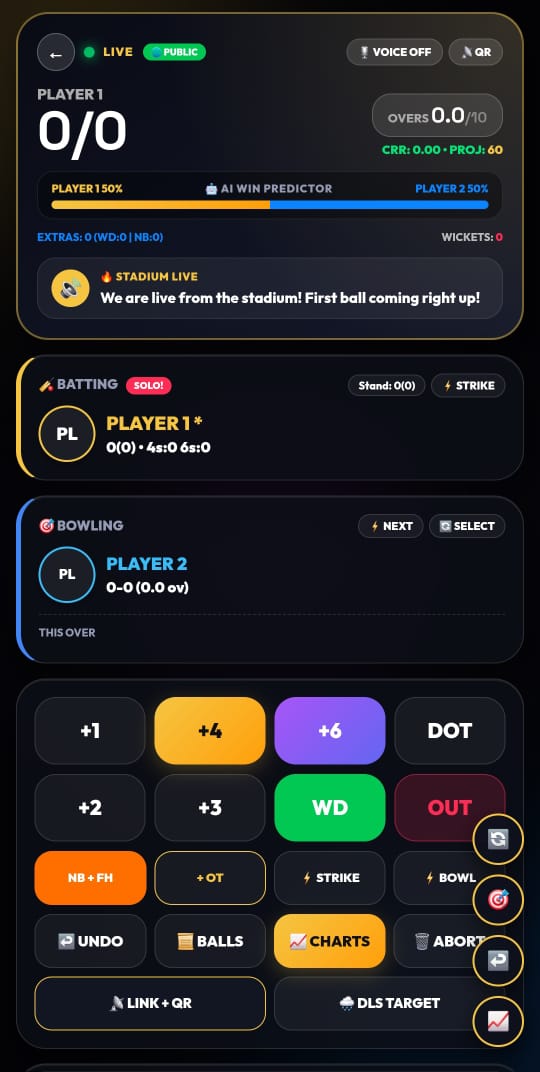 ← LIVE PUBLIC VOICE OFF QR
PLAYER 1
0/0
OVERS 0.0/10
CRR: 0.00 • PROJ: 60
PLAYER 1 50% AI WIN PREDICTOR PLAYER 2 50%
EXTRAS: 0 (WD:0 | NB:0) WICKETS: 0
STADIUM LIVE
We are live from the stadium! First ball coming right up!
BATTING SOLO! Stand: 0(0) STRIKE
PL
PLAYER 1 *
0(0) • 4s:0 6s:0
BOWLING NEXT SELECT
PL
PLAYER 2
0-0 (0.0 ov)
THIS OVER
+1 +4 +6 DOT
+2 +3 WD OUT
NB + FH + OT STRIKE BOWL
UNDO BALLS CHARTS ABORT
LINK + QR DLS TARGET